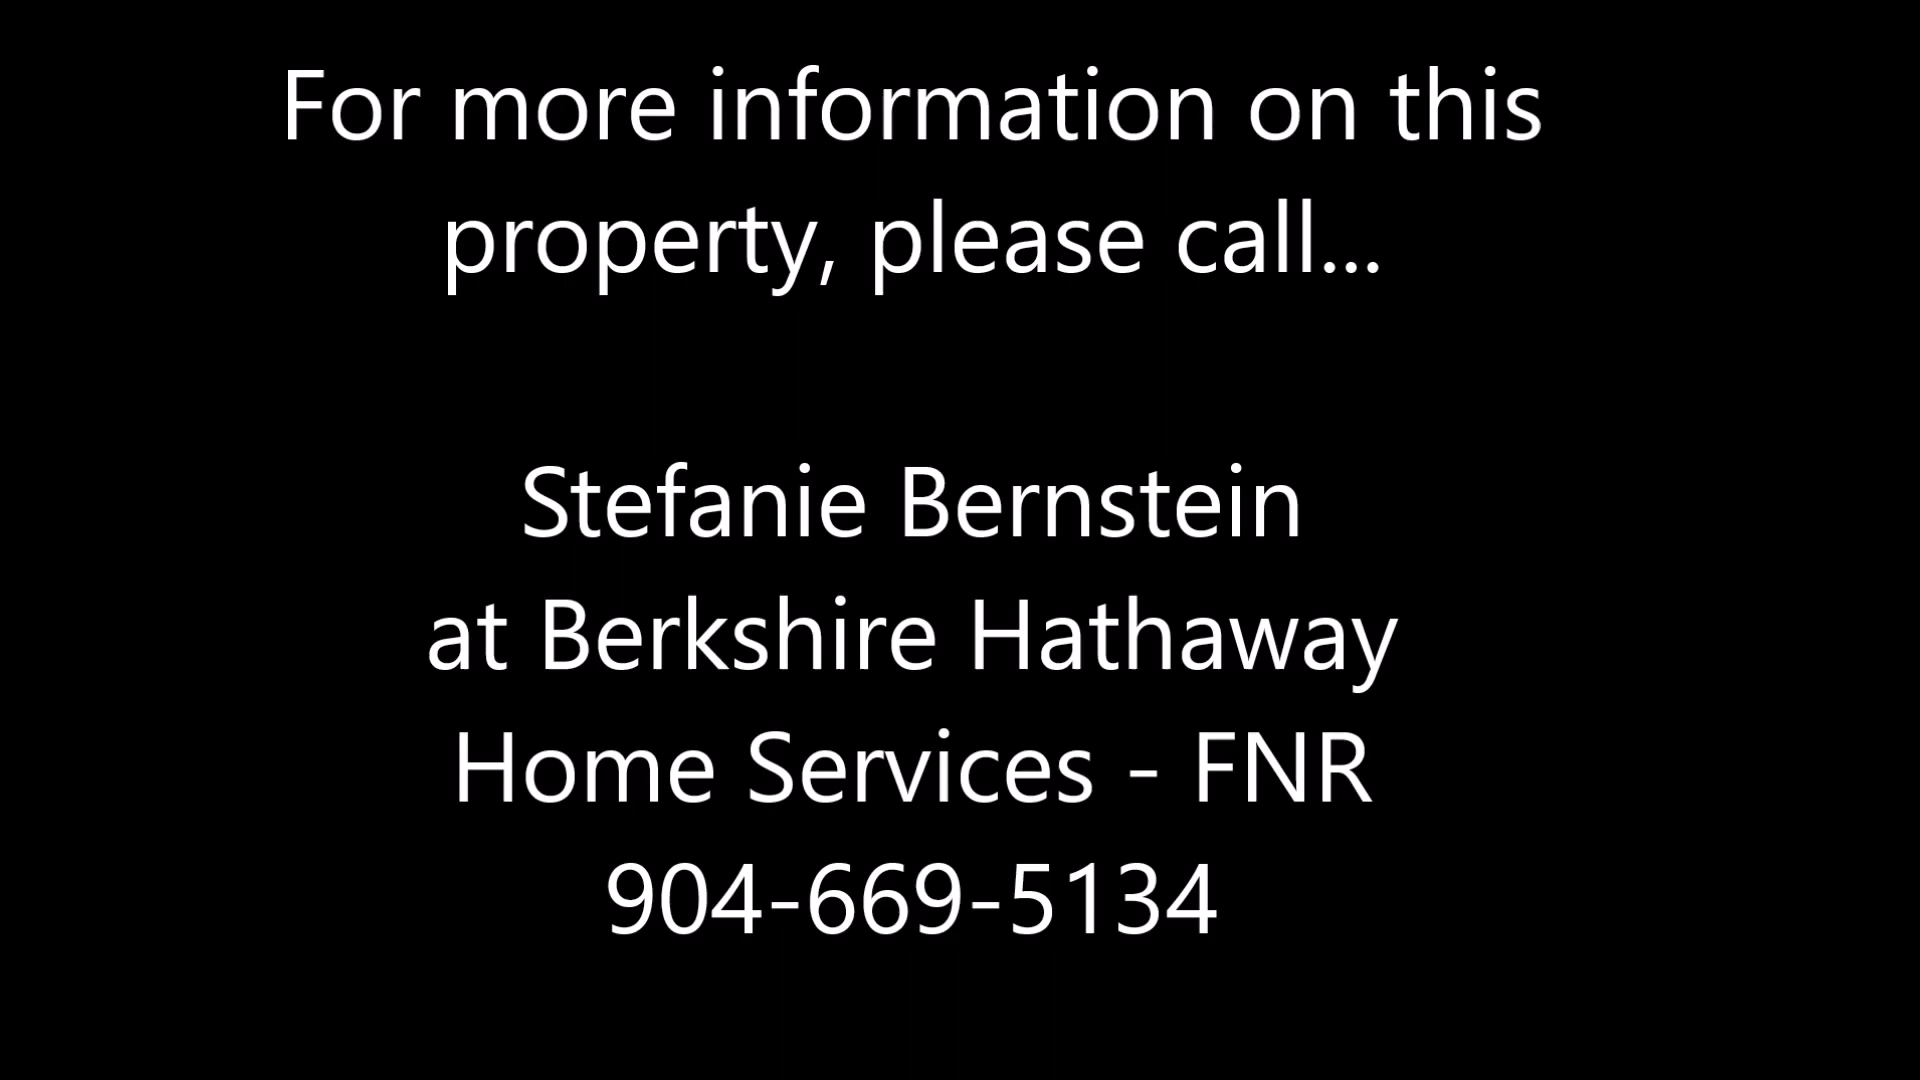 For more information on this
property, please call...
Stefanie Bernstein
at Berkshire Hathaway
Home Services - FNR
904-669-5134